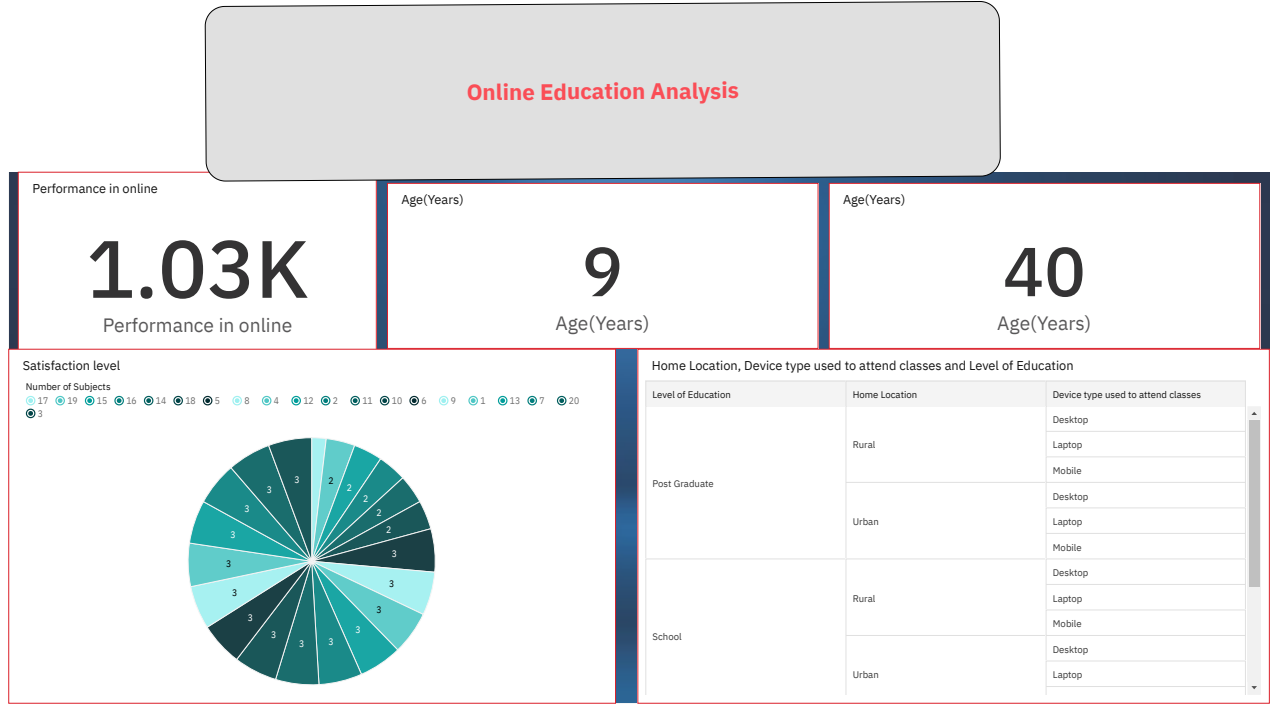 Online Education Analysis
Performance in online
1.03K
Performance in online
Age(Years)
9
Age(Years)
Age(Years)
40
Age(Years)
Satisfaction level
Number of Subjects
17 19 15 16 14 18 5 8 4 12 2 11 10 6 9 1 13 7 20
3
2
2
2
2
2
3
3
3
3
3
3
3
3
3
3
3
3
3
3
Home Location, Device type used to attend classes and Level of Education
Level of Education Home Location Device type used to attend classes
Post Graduate
Rural
Desktop
Laptop
Mobile
Urban
Desktop
Laptop
Mobile
School
Rural
Desktop
Laptop
Mobile
Urban
Desktop
Laptop